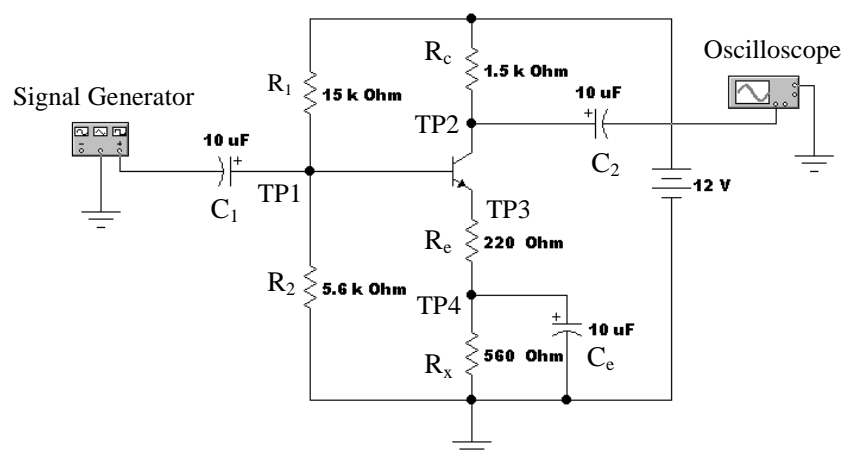 Oscilloscope
Signal Generator
R1
15 k Ohm
Rc
1.5 k Ohm
10 uF
+
C2
TP2
10 uF
+
C1
TP1
- +
TP3
12 V
Re
220 Ohm
R2
5.6 k Ohm
TP4
Rx
560 Ohm
+
10 uF
Ce